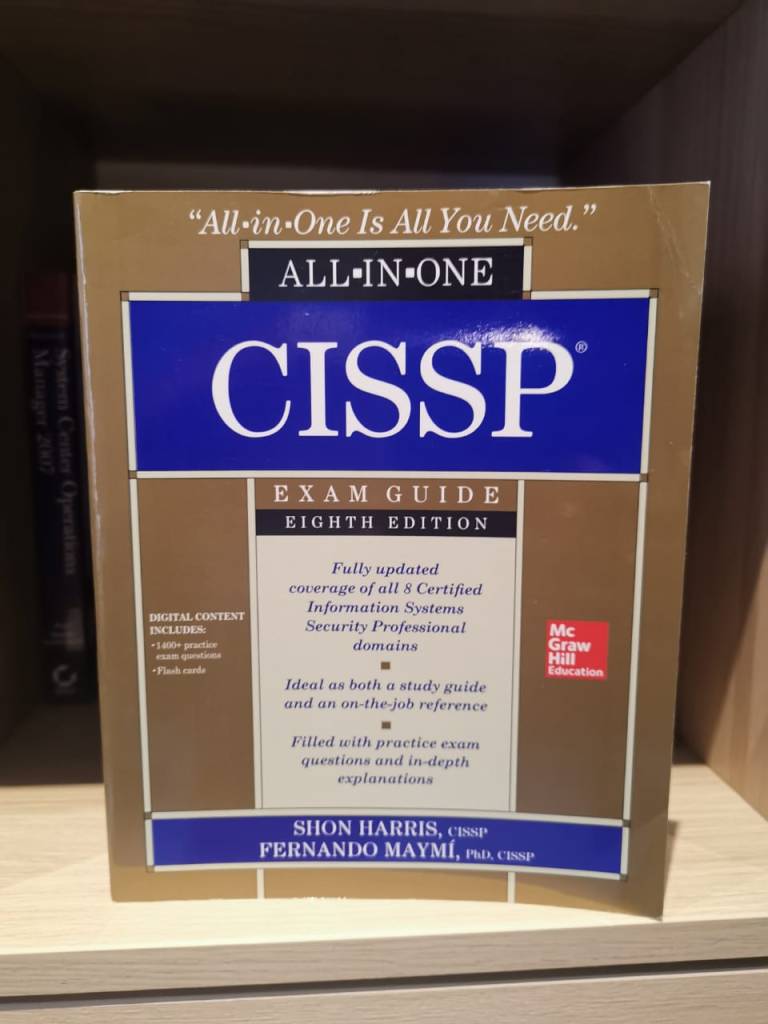 “All▪in▪One Is All You Need.”
ALL▪IN▪ONE
CISSP®
EXAM GUIDE
EIGHTH EDITION
Fully updated
coverage of all 8 Certified
Information Systems
Security Professional
domains
Ideal as both a study guide
and an on-the-job reference
Filled with practice exam
questions and in-depth
explanations
DIGITAL CONTENT
INCLUDES:
• 1400+ practice
exam questions
• Flash cards
Mc
Graw
Hill
Education
SHON HARRIS, CISSP
FERNANDO MAYMÍ, PhD, CISSP
System Center Operations
Manager 2007